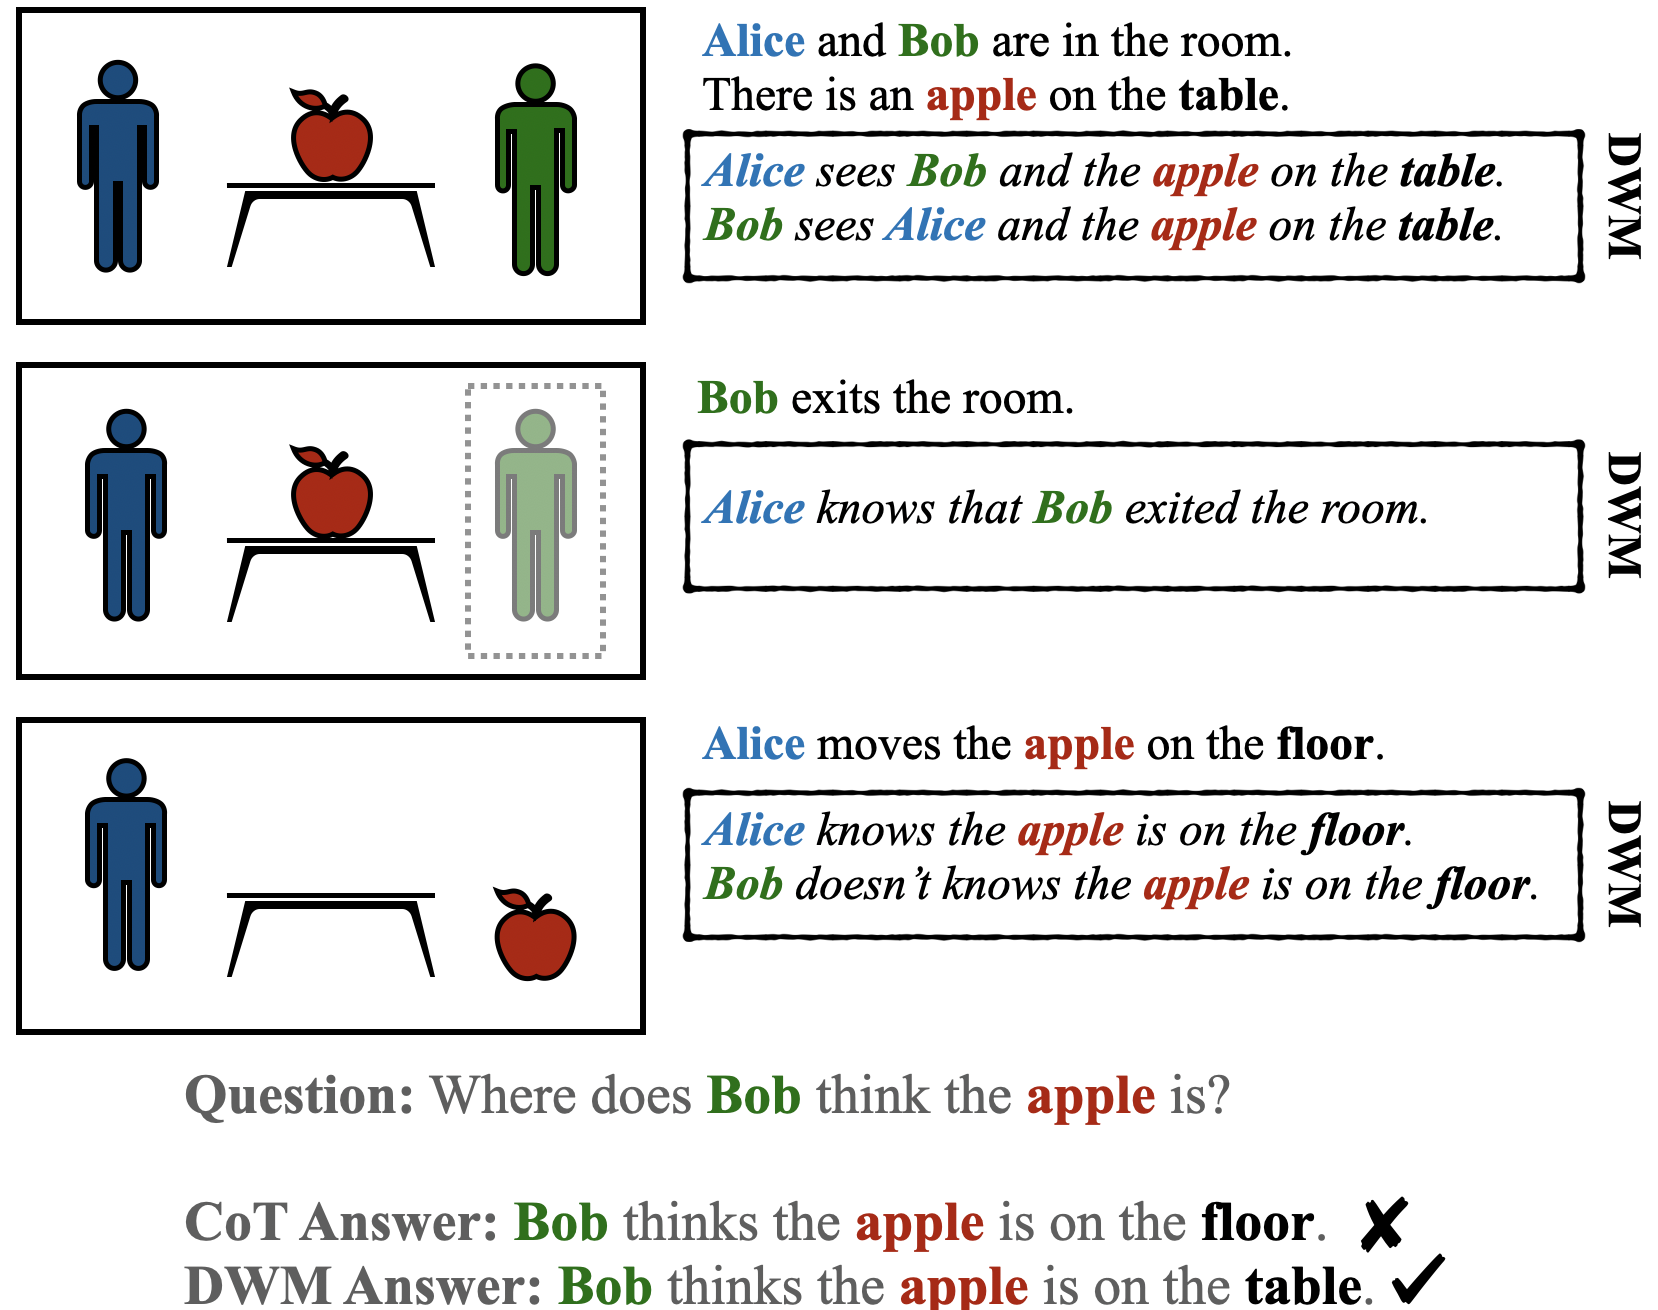 Alice and Bob are in the room.
There is an apple on the table.
Alice sees Bob and the apple on the table.
Bob sees Alice and the apple on the table.
DWM
Bob exits the room.
Alice knows that Bob exited the room.
DWM
Alice moves the apple on the floor.
Alice knows the apple is on the floor.
Bob doesn’t knows the apple is on the floor.
DWM
Question: Where does Bob think the apple is?
CoT Answer: Bob thinks the apple is on the floor. ✘
DWM Answer: Bob thinks the apple is on the table. ✓